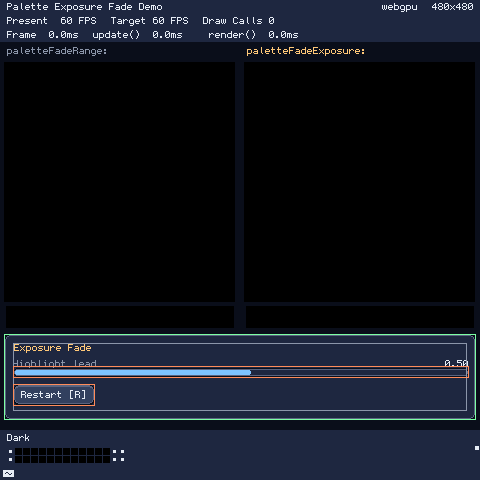 Palette Exposure Fade Demo webgpu 480x480
Present 60 FPS Target 60 FPS Draw Calls 0
Frame 0.0ms update() 0.0ms render() 0.0ms
paletteFadeRange: paletteFadeExposure:
Exposure Fade
Highlight lead 0.50
Restart [R]
Dark